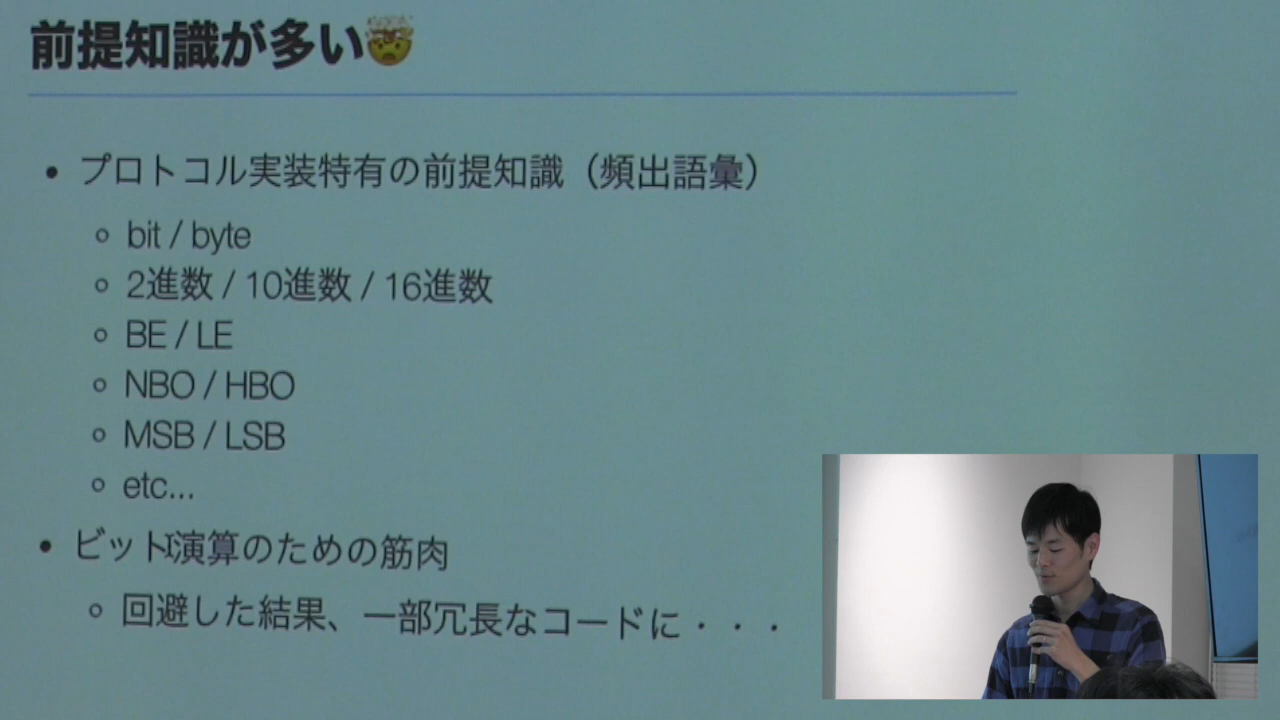 前提知識が多い🤯
• プロトコル実装特有の前提知識（頻出語彙）
◦ bit / byte
◦ 2進数 / 10進数 / 16進数
◦ BE / LE
◦ NBO / HBO
◦ MSB / LSB
◦ etc...
• ビット演算のための筋肉
◦ 回避した結果、一部冗長なコードに・・・